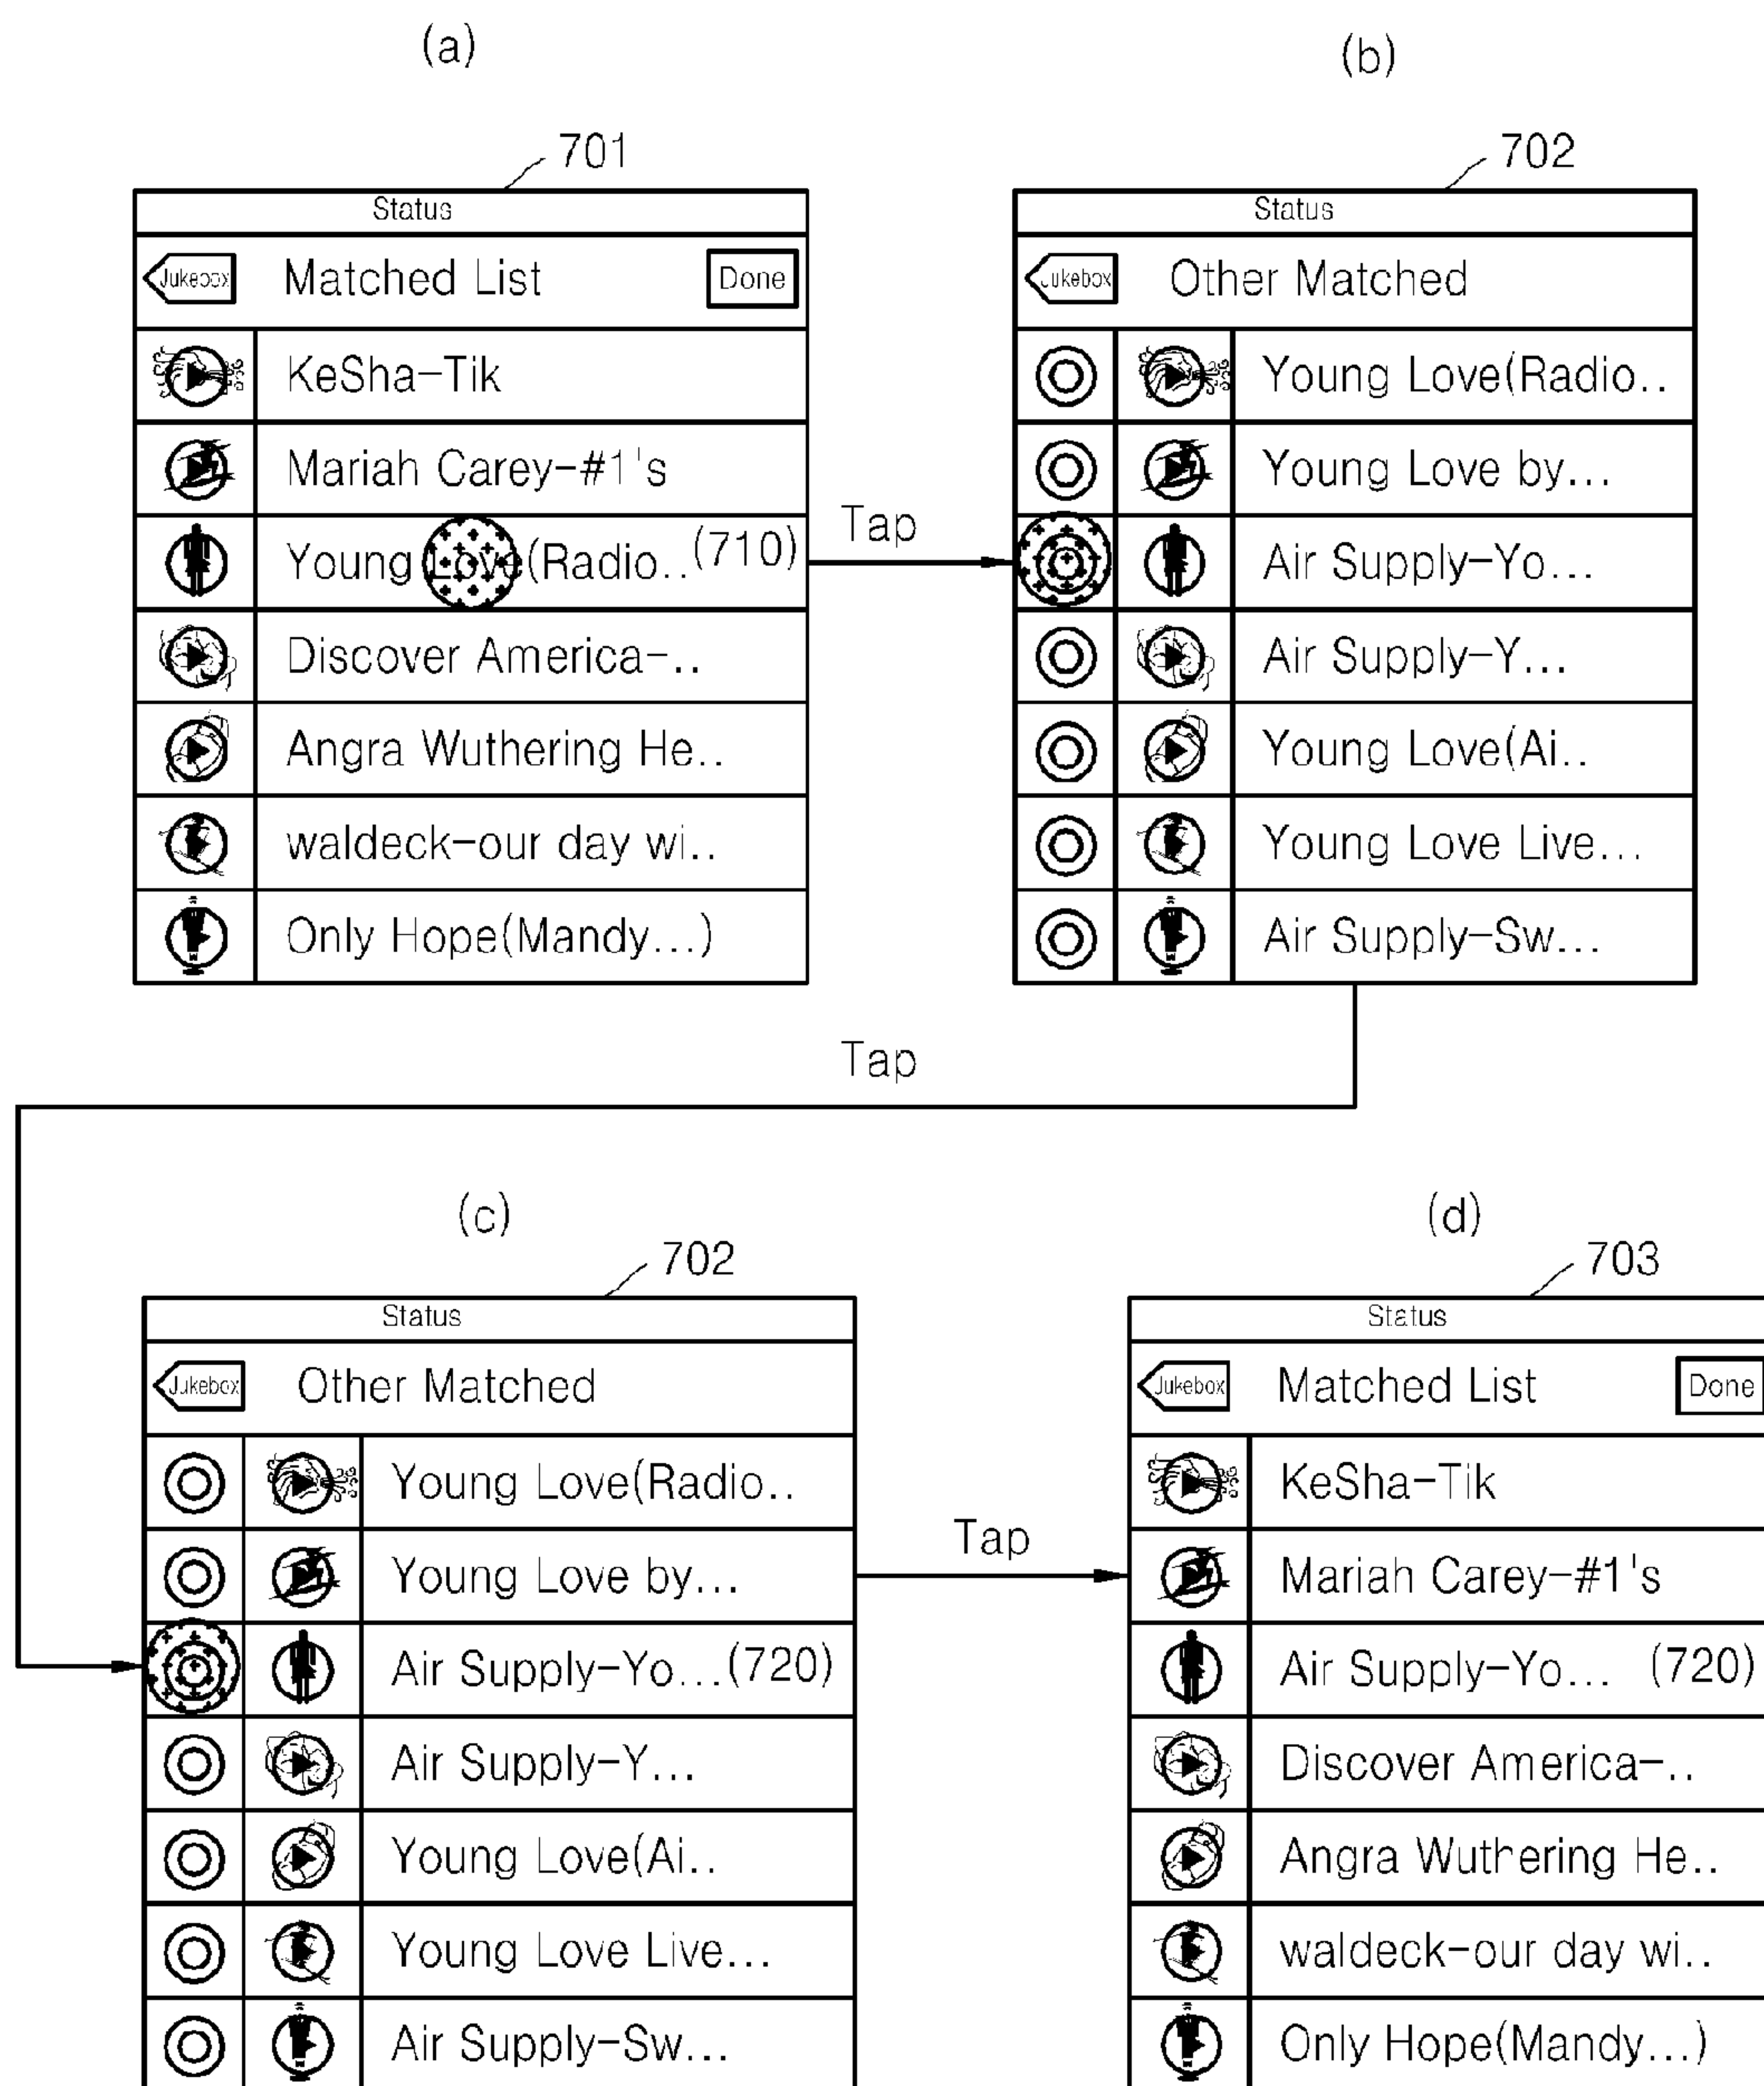 (a)
701
Status
Jukebox Matched List Done
KeSha-Tik
Mariah Carey-#1's
Young Love(Radio.. (710)
Discover America-..
Angra Wuthering He..
waldeck-our day wi..
Only Hope(Mandy...)
Tap
(b)
702
Status
Jukebox Other Matched
Young Love(Radio..
Young Love by...
Air Supply-Yo...
Air Supply-Y...
Young Love(Ai..
Young Love Live...
Air Supply-Sw...
Tap
(c)
702
Status
Jukebox Other Matched
Young Love(Radio..
Young Love by...
Air Supply-Yo...(720)
Air Supply-Y...
Young Love(Ai..
Young Love Live...
Air Supply-Sw...
Tap
(d)
703
Status
Jukebox Matched List Done
KeSha-Tik
Mariah Carey-#1's
Air Supply-Yo... (720)
Discover America-..
Angra Wuthering He..
waldeck-our day wi..
Only Hope(Mandy...)